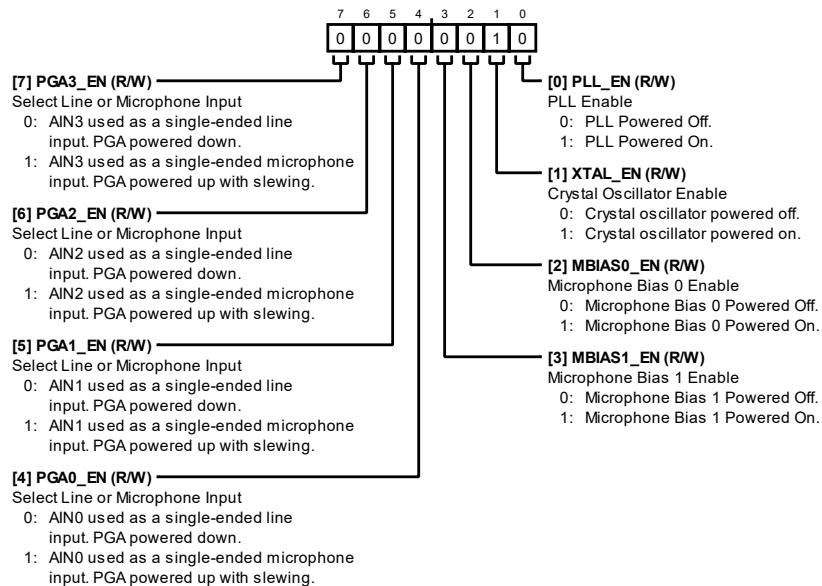 7 6 5 4 3 2 1 0
0 0 0 0 0 0 1 0
[7] PGA3_EN (R/W)
Select Line or Microphone Input
0: AIN3 used as a single-ended line
input. PGA powered down.
1: AIN3 used as a single-ended microphone
input. PGA powered up with slewing.
[6] PGA2_EN (R/W)
Select Line or Microphone Input
0: AIN2 used as a single-ended line
input. PGA powered down.
1: AIN2 used as a single-ended microphone
input. PGA powered up with slewing.
[5] PGA1_EN (R/W)
Select Line or Microphone Input
0: AIN1 used as a single-ended line
input. PGA powered down.
1: AIN1 used as a single-ended microphone
input. PGA powered up with slewing.
[4] PGA0_EN (R/W)
Select Line or Microphone Input
0: AIN0 used as a single-ended line
input. PGA powered down.
1: AIN0 used as a single-ended microphone
input. PGA powered up with slewing.
[0] PLL_EN (R/W)
PLL Enable
0: PLL Powered Off.
1: PLL Powered On.
[1] XTAL_EN (R/W)
Crystal Oscillator Enable
0: Crystal oscillator powered off.
1: Crystal oscillator powered on.
[2] MBIAS0_EN (R/W)
Microphone Bias 0 Enable
0: Microphone Bias 0 Powered Off.
1: Microphone Bias 0 Powered On.
[3] MBIAS1_EN (R/W)
Microphone Bias 1 Enable
0: Microphone Bias 1 Powered Off.
1: Microphone Bias 1 Powered On.